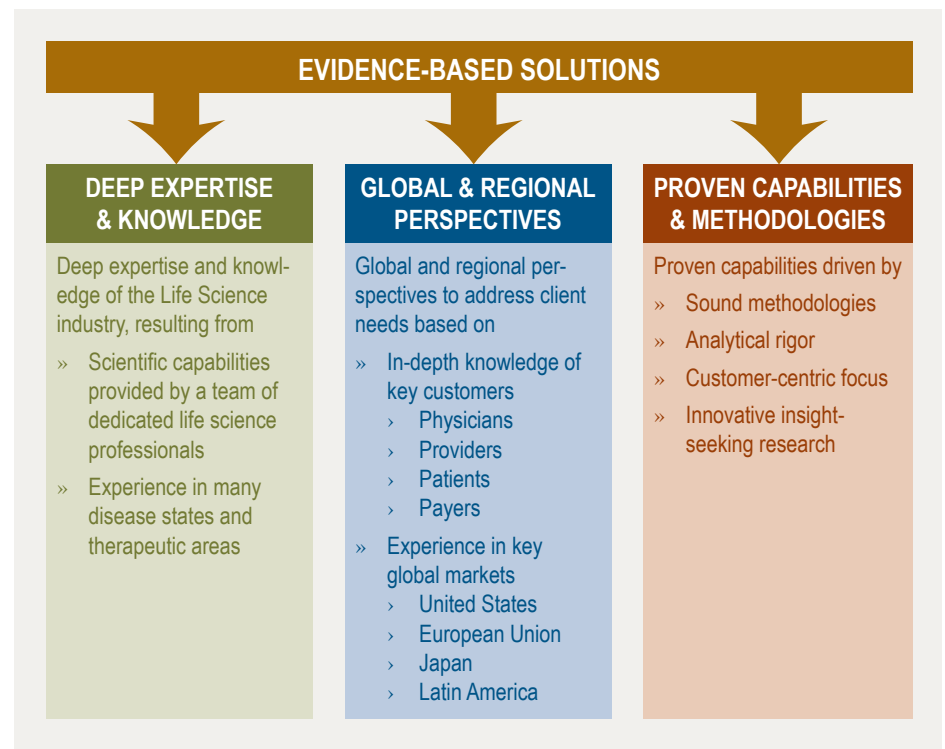 EVIDENCE-BASED SOLUTIONS
DEEP EXPERTISE
& KNOWLEDGE
Deep expertise and knowl-
edge of the Life Science
industry, resulting from
» Scientific capabilities
provided by a team of
dedicated life science
professionals
» Experience in many
disease states and
therapeutic areas
GLOBAL & REGIONAL
PERSPECTIVES
Global and regional per-
spectives to address client
needs based on
» In-depth knowledge of
key customers
› Physicians
› Providers
› Patients
› Payers
» Experience in key
global markets
› United States
› European Union
› Japan
› Latin America
PROVEN CAPABILITIES
& METHODOLOGIES
Proven capabilities driven by
» Sound methodologies
» Analytical rigor
» Customer-centric focus
» Innovative insight-
seeking research